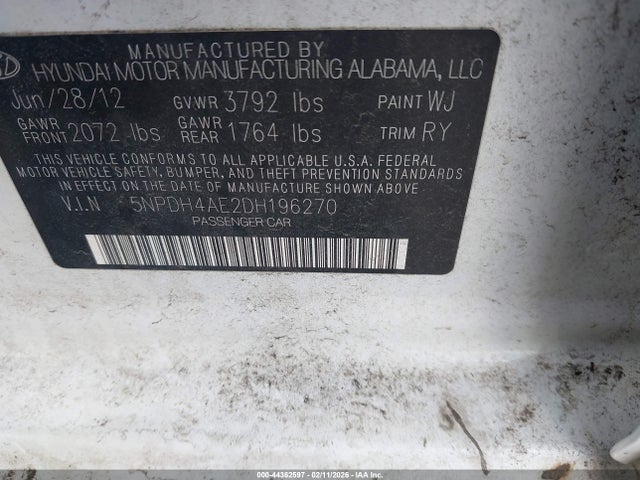 MANUFACTURED BY
HYUNDAI MOTOR MANUFACTURING ALABAMA, LLC
Jun/28/12 GVWR 3792 lbs PAINT WJ
GAWR FRONT 2072 lbs GAWR REAR 1764 lbs TRIM RY
THIS VEHICLE CONFORMS TO ALL APPLICABLE U.S.A. FEDERAL
MOTOR VEHICLE SAFETY, BUMPER, AND THEFT PREVENTION STANDARDS
IN EFFECT ON THE DATE OF MANUFACTURE SHOWN ABOVE.
V.I.N 5NPDH4AE2DH196270
PASSENGER CAR
000-44362597 - 02/11/2026 - IAA Inc.